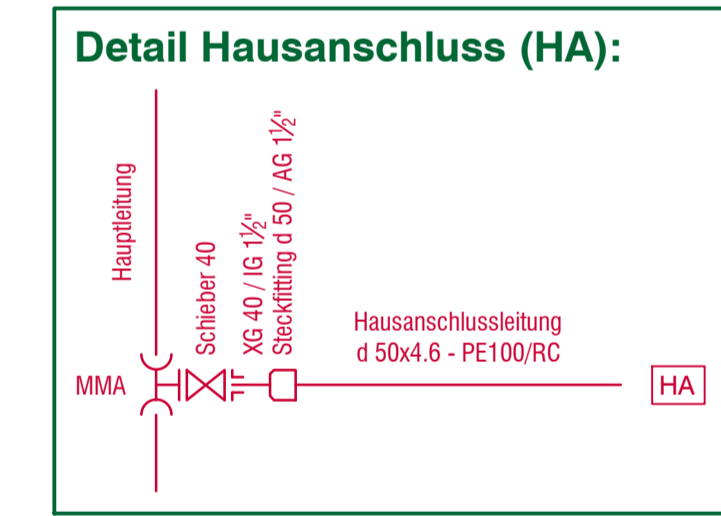 Detail Hausanschluss (HA):
Hauptleitung
MMA
Schieber 40
XG 40 / IG 1½"
Steckfitting d 50 / AG 1½"
Hausanschlussleitung
d 50x4.6 - PE100/RC
HA